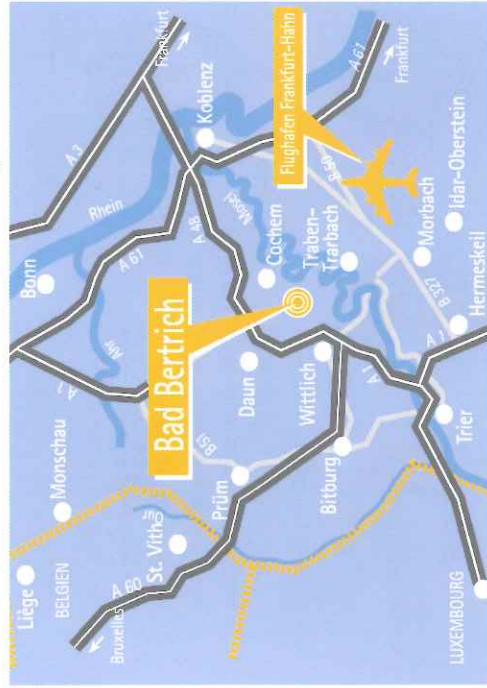 Liège
Bonn
BELGIEN
Monschau
A 1
A 3
Rhein
Ahr
Bruxelles
A 60
A 61
Frankfurt
St. Vith
Our
Bad Bertrich
Koblenz
B51
A 48
Prüm
Mosel
Daun
Cochem
Flughafen Frankfurt-Hahn
Wittlich
Traben-
Trarbach
B 50
Bitburg
A 61
A 1
Frankfurt
Morbach
A 1
B 327
LUXEMBOURG
Trier
Hermeskeil
Idar-Oberstein